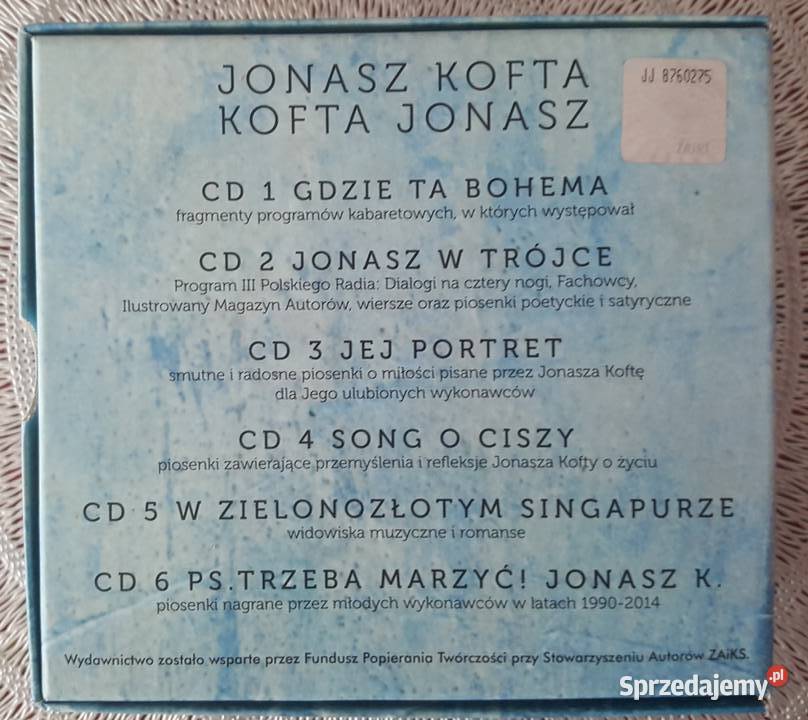 JONASZ KOFTA
KOFTA JONASZ
JJ 8760275
ZAiKS
CD 1 GDZIE TA BOHEMA
fragmenty programów kabaretowych, w których występował
CD 2 JONASZ W TRÓJCE
Program III Polskiego Radia: Dialogi na cztery nogi, Fachowcy,
Ilustrowany Magazyn Autorów, wiersze oraz piosenki poetyckie i satyryczne
CD 3 JEJ PORTRET
smutne i radosne piosenki o miłości pisane przez Jonasza Koftę
dla Jego ulubionych wykonawców
CD 4 SONG O CISZY
piosenki zawierające przemyślenia i refleksje Jonasza Kofty o życiu
CD 5 W ZIELONOZŁOTYM SINGAPURZE
widowiska muzyczne i romanse
CD 6 PS.TRZEBA MARZYĆ! JONASZ K.
piosenki nagrane przez młodych wykonawców w latach 1990-2014
Wydawnictwo zostało wsparte przez Fundusz Popierania Twórczości przy Stowarzyszeniu Autorów ZAiKS.
Sprzedajemy.pl